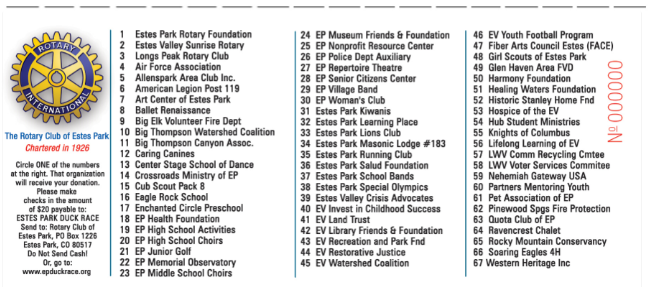 ROTARY
INTERNATIONAL
The Rotary Club of Estes Park
Chartered in 1926
Circle ONE of the numbers
at the right. That organization
will receive your donation.
Please make
checks in the amount
of $20 payable to:
ESTES PARK DUCK RACE
Send to: Rotary Club of
Estes Park, PO Box 1226
Estes Park, CO 80517
Do Not Send Cash!
Or, go to:
www.epduckrace.org
1 Estes Park Rotary Foundation
2 Estes Valley Sunrise Rotary
3 Longs Peak Rotary Club
4 Air Force Association
5 Allenspark Area Club Inc.
6 American Legion Post 119
7 Art Center of Estes Park
8 Ballet Renaissance
9 Big Elk Volunteer Fire Dept
10 Big Thompson Watershed Coalition
11 Big Thompson Canyon Assoc.
12 Caring Canines
13 Center Stage School of Dance
14 Crossroads Ministry of EP
15 Cub Scout Pack 8
16 Eagle Rock School
17 Enchanted Circle Preschool
18 EP Health Foundation
19 EP High School Activities
20 EP High School Choirs
21 EP Junior Golf
22 EP Memorial Observatory
23 EP Middle School Choirs
24 EP Museum Friends & Foundation
25 EP Nonprofit Resource Center
26 EP Police Dept Auxiliary
27 EP Repertoire Theatre
28 EP Senior Citizens Center
29 EP Village Band
30 EP Woman's Club
31 Estes Park Kiwanis
32 Estes Park Learning Place
33 Estes Park Lions Club
34 Estes Park Masonic Lodge #183
35 Estes Park Running Club
36 Estes Park Salud Foundation
37 Estes Park School Bands
38 Estes Park Special Olympics
39 Estes Valley Crisis Advocates
40 EV Invest in Childhood Success
41 EV Land Trust
42 EV Library Friends & Foundation
43 EV Recreation and Park Fnd
44 EV Restorative Justice
45 EV Watershed Coalition
46 EV Youth Football Program
47 Fiber Arts Council Estes (FACE)
48 Girl Scouts of Estes Park
49 Glen Haven Area FVD
50 Harmony Foundation
51 Healing Waters Foundation
52 Historic Stanley Home Fnd
53 Hospice of the EV
54 Hub Student Ministries
55 Knights of Columbus
56 Lifelong Learning of EV
57 LWV Comm Recycling Cmtee
58 LWV Voter Services Commitee
59 Nehemiah Gateway USA
60 Partners Mentoring Youth
61 Pet Association of EP
62 Pinewood Spgs Fire Protection
63 Quota Club of EP
64 Ravencrest Chalet
65 Rocky Mountain Conservancy
66 Soaring Eagles 4H
67 Western Heritage Inc
№ 000000